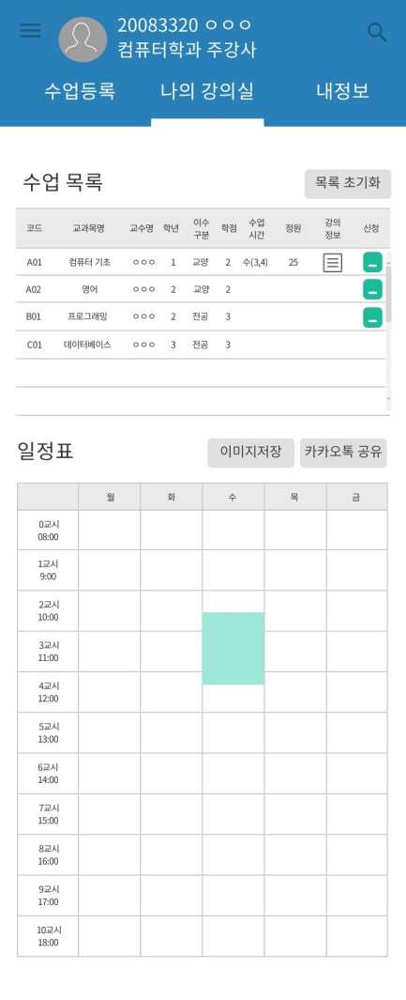 20083320 ㅇㅇㅇ
컴퓨터학과 주강사
수업등록 나의 강의실 내정보
수업 목록 목록 초기화
코드 교과목명 교수명 학년 이수 구분 학점 수업 시간 정원 강의 정보 신청
A01 컴퓨터 기초 ㅇㅇㅇ 1 교양 2 수(3,4) 25
A02 영어 ㅇㅇㅇ 2 교양 2
B01 프로그래밍 ㅇㅇㅇ 2 전공 3
C01 데이터베이스 ㅇㅇㅇ 3 전공 3
일정표 이미지저장 카카오톡 공유
월 화 수 목 금
0교시
08:00
1교시
9:00
2교시
10:00
3교시
11:00
4교시
12:00
5교시
13:00
6교시
14:00
7교시
15:00
8교시
16:00
9교시
17:00
10교시
18:00